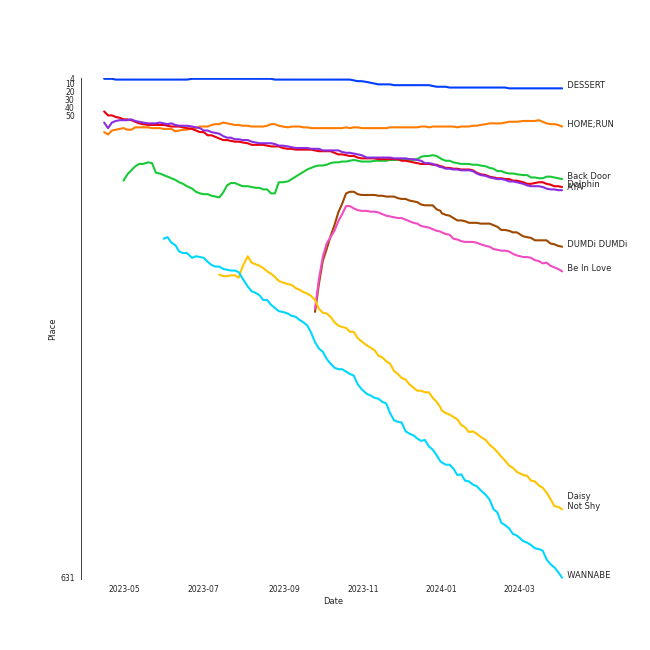 4
10
20
30
40
50
631
Place
DESSERT
HOME;RUN
Back Door
Dolphin
DUMDi DUMDi
Be In Love
Daisy
Not Shy
WANNABE
2023-05
2023-07
2023-09
2023-11
2024-01
2024-03
Date